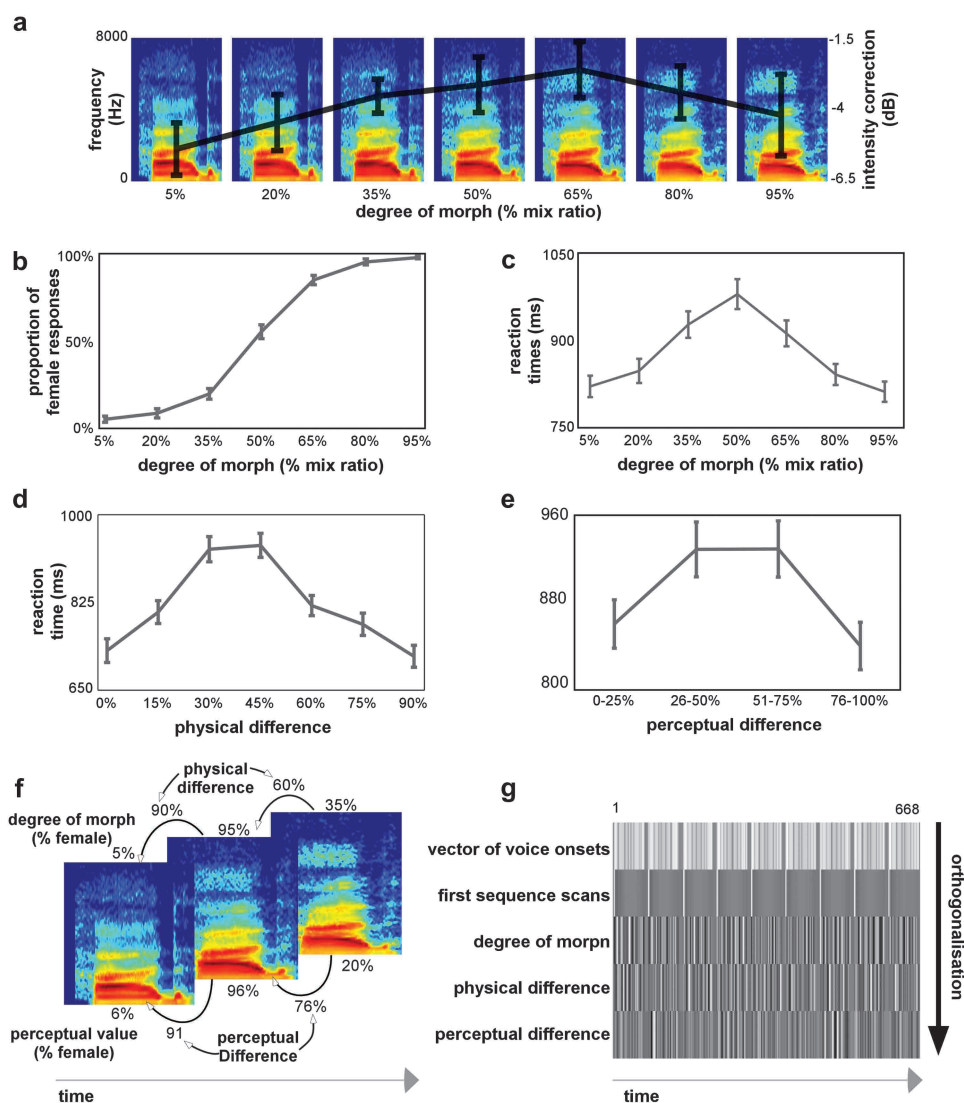 a
8000
frequency
(Hz)
0
-1.5
-4
-6.5
intensity correction
(dB)
5% 20% 35% 50% 65% 80% 95%
degree of morph (% mix ratio)
b
100%
50%
0%
proportion of
female responses
5% 20% 35% 50% 65% 80% 95%
degree of morph (% mix ratio)
c
1050
900
750
reaction
times (ms)
5% 20% 35% 50% 65% 80% 95%
degree of morph (% mix ratio)
d
1000
825
650
reaction
time (ms)
0% 15% 30% 45% 60% 75% 90%
physical difference
e
960
880
800
0-25% 26-50% 51-75% 76-100%
perceptual difference
f
physical
difference
90%
60%
degree of morph
(% female)
5%
95%
35%
6%
96%
20%
91
76%
perceptual value
(% female)
perceptual
Difference
time
g
1 668
vector of voice onsets
first sequence scans
degree of morpn
physical difference
perceptual difference
orthogonalisation
time